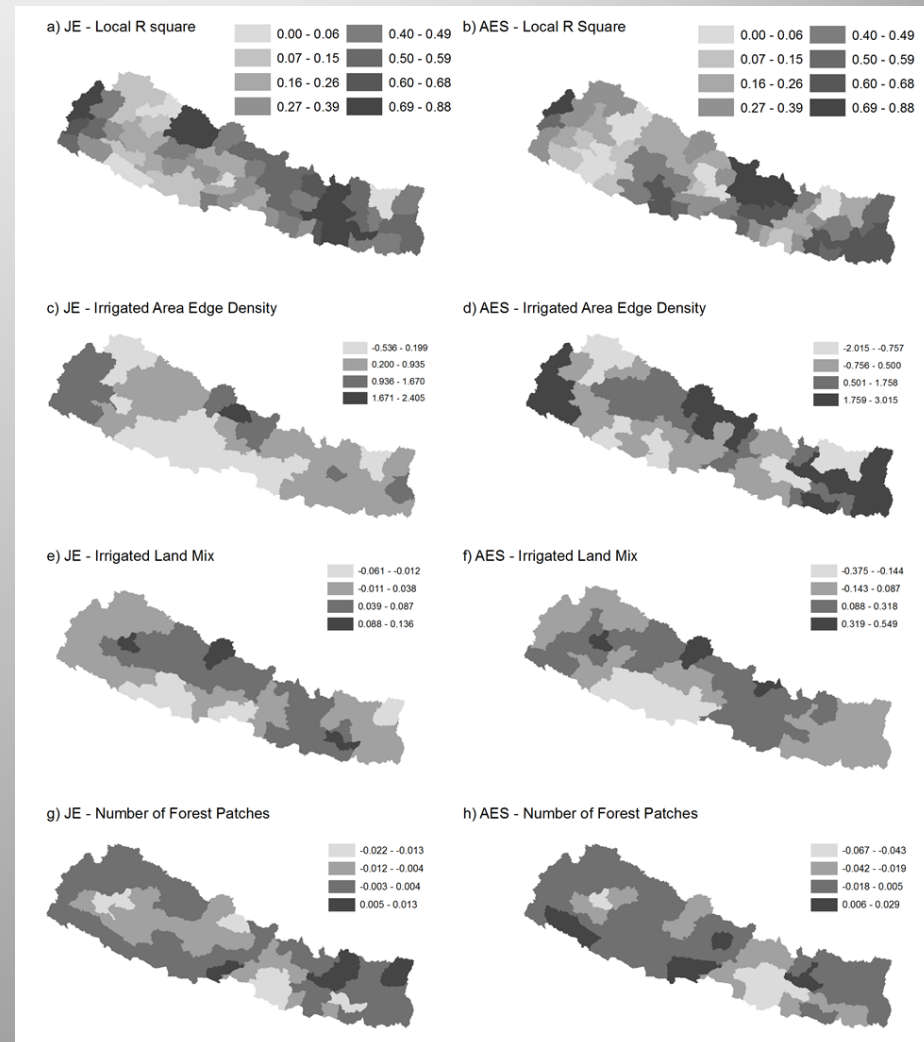 a) JE - Local R square
0.00 - 0.06 0.40 - 0.49
0.07 - 0.15 0.50 - 0.59
0.16 - 0.26 0.60 - 0.68
0.27 - 0.39 0.69 - 0.88
b) AES - Local R Square
0.00 - 0.06 0.40 - 0.49
0.07 - 0.15 0.50 - 0.59
0.16 - 0.26 0.60 - 0.68
0.27 - 0.39 0.69 - 0.88
c) JE - Irrigated Area Edge Density
-0.536 - 0.199
0.200 - 0.935
0.936 - 1.670
1.671 - 2.405
d) AES - Irrigated Area Edge Density
-2.015 - -0.757
-0.756 - 0.500
0.501 - 1.758
1.759 - 3.015
e) JE - Irrigated Land Mix
-0.061 - -0.012
-0.011 - 0.038
0.039 - 0.087
0.088 - 0.136
f) AES - Irrigated Land Mix
-0.375 - -0.144
-0.143 - 0.087
0.088 - 0.318
0.319 - 0.549
g) JE - Number of Forest Patches
-0.022 - -0.013
-0.012 - -0.004
-0.003 - 0.004
0.005 - 0.013
h) AES - Number of Forest Patches
-0.067 - -0.043
-0.042 - -0.019
-0.018 - 0.005
0.006 - 0.029